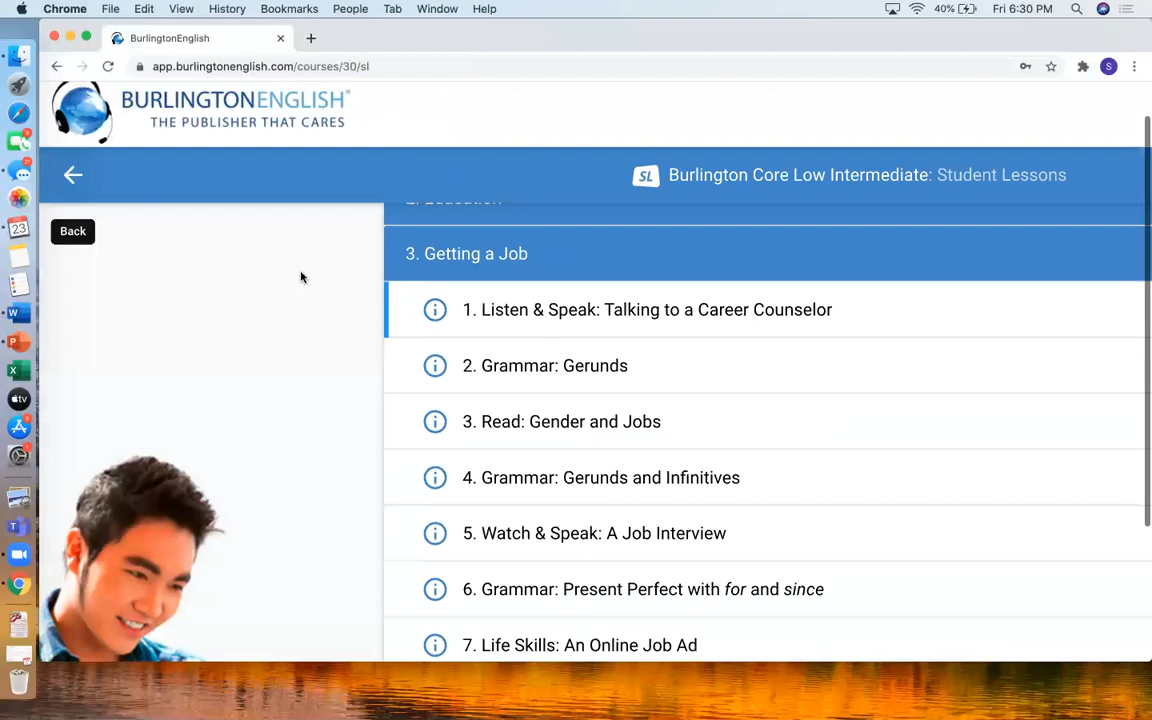 Chrome File Edit View History Bookmarks People Tab Window Help 40% Fri 6:30 PM
BurlingtonEnglish
app.burlingtonenglish.com/courses/30/sl
S
BURLINGTONENGLISH®
THE PUBLISHER THAT CARES
SL Burlington Core Low Intermediate: Student Lessons
2. Education
Back
3. Getting a Job
1. Listen & Speak: Talking to a Career Counselor
2. Grammar: Gerunds
3. Read: Gender and Jobs
4. Grammar: Gerunds and Infinitives
5. Watch & Speak: A Job Interview
6. Grammar: Present Perfect with for and since
7. Life Skills: An Online Job Ad
23
tv